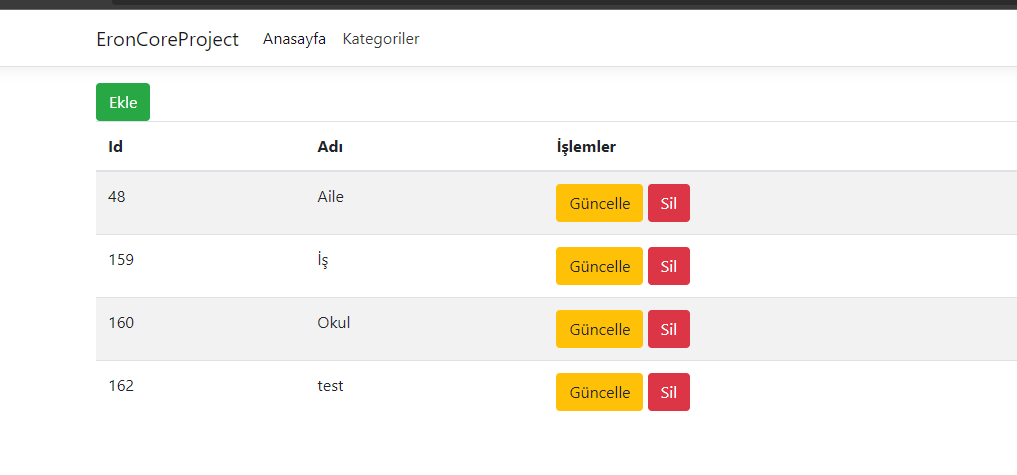 EronCoreProject Anasayfa Kategoriler
Ekle
Id Adı İşlemler
48 Aile Güncelle Sil
159 İş Güncelle Sil
160 Okul Güncelle Sil
162 test Güncelle Sil